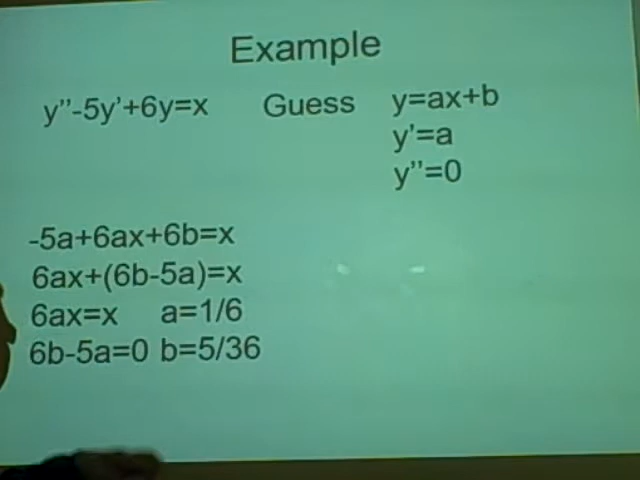 Example
y"-5y'+6y=x Guess y=ax+b
y'=a
y"=0
-5a+6ax+6b=x
6ax+(6b-5a)=x
6ax=x a=1/6
6b-5a=0 b=5/36